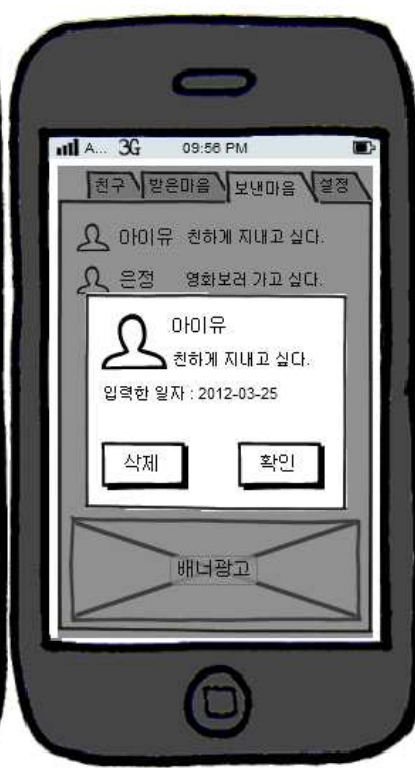 A... 3G 09:56 PM
친구 받은마음 보낸마음 설정
아이유 친하게 지내고 싶다.
은정 영화보러 가고 싶다.
아이유
친하게 지내고 싶다.
입력한 일자 : 2012-03-25
삭제 확인
배너광고